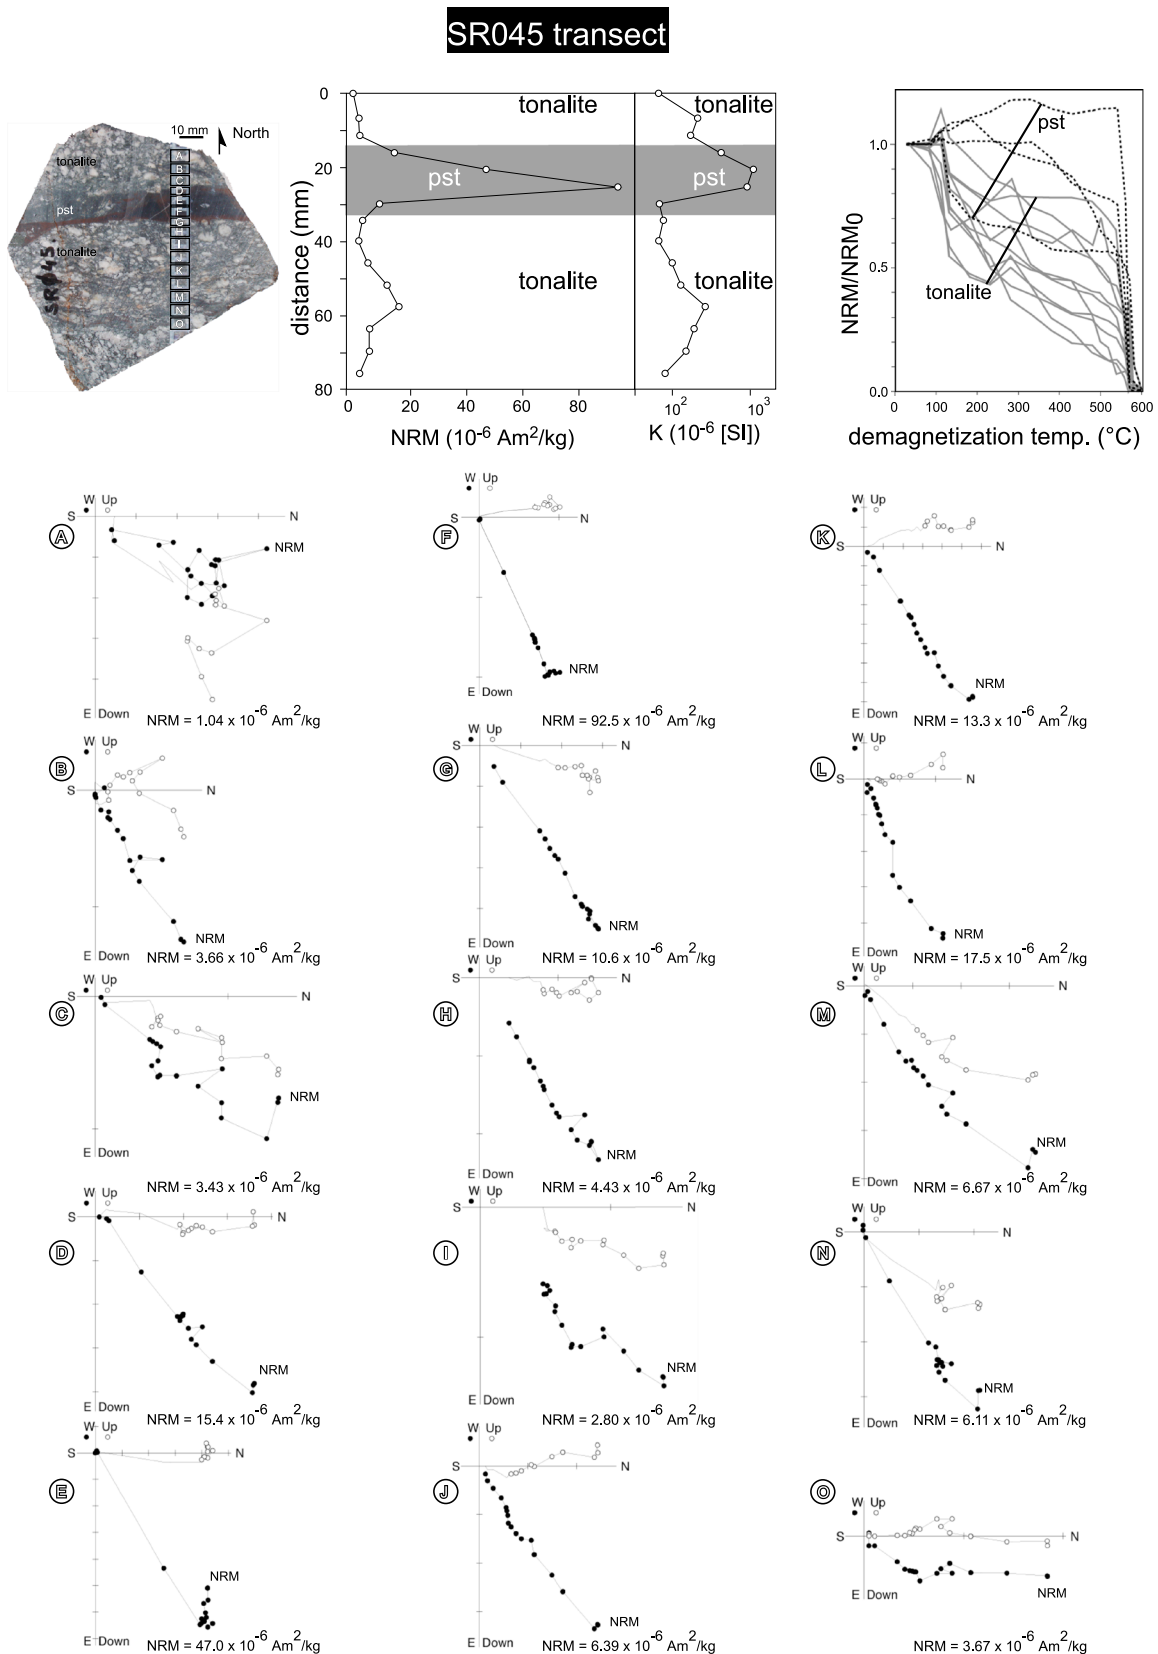 SR045 transect
10 mm North
tonalite
pst
tonalite
SR045.
A
B
C
D
E
F
G
H
I
J
K
L
M
N
O
distance (mm)
0
20
40
60
80
tonalite
pst
tonalite
0 20 40 60 80
NRM (10⁻⁶ Am²/kg)
tonalite
pst
tonalite
10² 10³
K (10⁻⁶ [SI])
NRM/NRM0
1.0
0.5
0.0
pst
tonalite
0 100 200 300 400 500 600
demagnetization temp. (°C)
A
W Up
S N
NRM
E Down
NRM = 1.04 x 10⁻⁶ Am²/kg
B
W Up
S N
NRM
E Down
NRM = 3.66 x 10⁻⁶ Am²/kg
C
W Up
S N
NRM
E Down
NRM = 3.43 x 10⁻⁶ Am²/kg
D
W Up
S N
NRM
E Down
NRM = 15.4 x 10⁻⁶ Am²/kg
E
W Up
S N
NRM
E Down
NRM = 47.0 x 10⁻⁶ Am²/kg
F
W Up
S N
NRM
E Down
NRM = 92.5 x 10⁻⁶ Am²/kg
G
W Up
S N
NRM
E Down
NRM = 10.6 x 10⁻⁶ Am²/kg
H
W Up
S N
NRM
E Down
NRM = 4.43 x 10⁻⁶ Am²/kg
I
W Up
S N
NRM
E Down
NRM = 2.80 x 10⁻⁶ Am²/kg
J
W Up
S N
NRM
E Down
NRM = 6.39 x 10⁻⁶ Am²/kg
K
W Up
S N
NRM
E Down
NRM = 13.3 x 10⁻⁶ Am²/kg
L
W Up
S N
NRM
E Down
NRM = 17.5 x 10⁻⁶ Am²/kg
M
W Up
S N
NRM
E Down
NRM = 6.67 x 10⁻⁶ Am²/kg
N
W Up
S N
NRM
E Down
NRM = 6.11 x 10⁻⁶ Am²/kg
O
W Up
S N
NRM
E Down
NRM = 3.67 x 10⁻⁶ Am²/kg